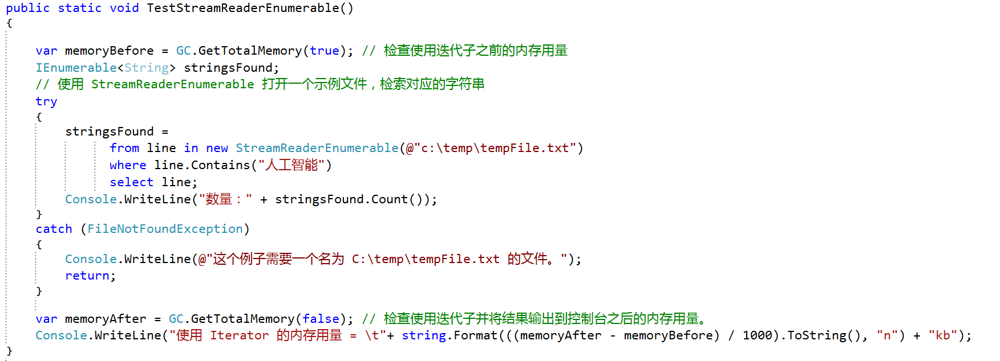 public static void TestStreamReaderEnumerable()
{
var memoryBefore = GC.GetTotalMemory(true); // 检查使用迭代子之前的内存用量
IEnumerable<String> stringsFound;
// 使用 StreamReaderEnumerable 打开一个示例文件，检索对应的字符串
try
{
stringsFound =
from line in new StreamReaderEnumerable(@"c:\temp\tempFile.txt")
where line.Contains("人工智能")
select line;
Console.WriteLine("数量：" + stringsFound.Count());
}
catch (FileNotFoundException)
{
Console.WriteLine(@"这个例子需要一个名为 C:\temp\tempFile.txt 的文件。");
return;
}
var memoryAfter = GC.GetTotalMemory(false); // 检查使用迭代子并将结果输出到控制台之后的内存用量。
Console.WriteLine("使用 Iterator 的内存用量 = \t"+ string.Format(((memoryAfter - memoryBefore) / 1000).ToString(), "n") + "kb");
}